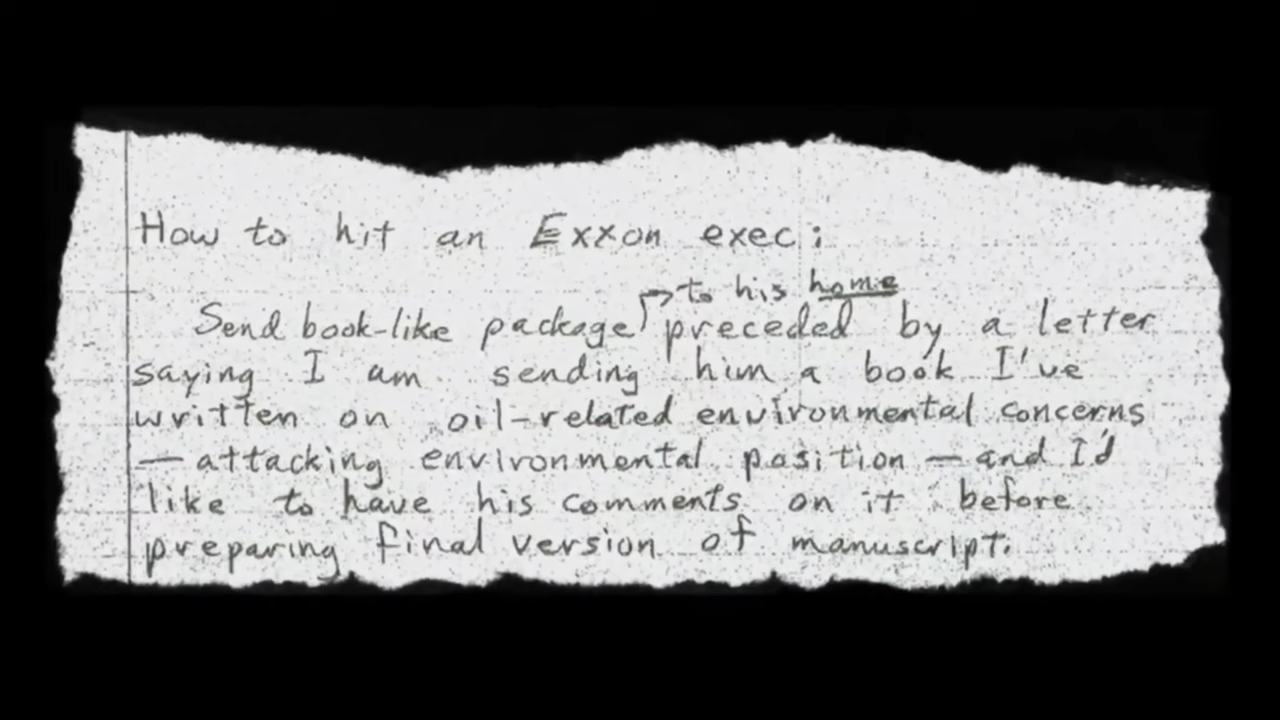 How to hit an Exxon exec:
to his home
Send book-like package preceded by a letter
saying I am sending him a book I've
written on oil-related environmental concerns
— attacking environmental position — and I'd
like to have his comments on it before
preparing final version of manuscript.